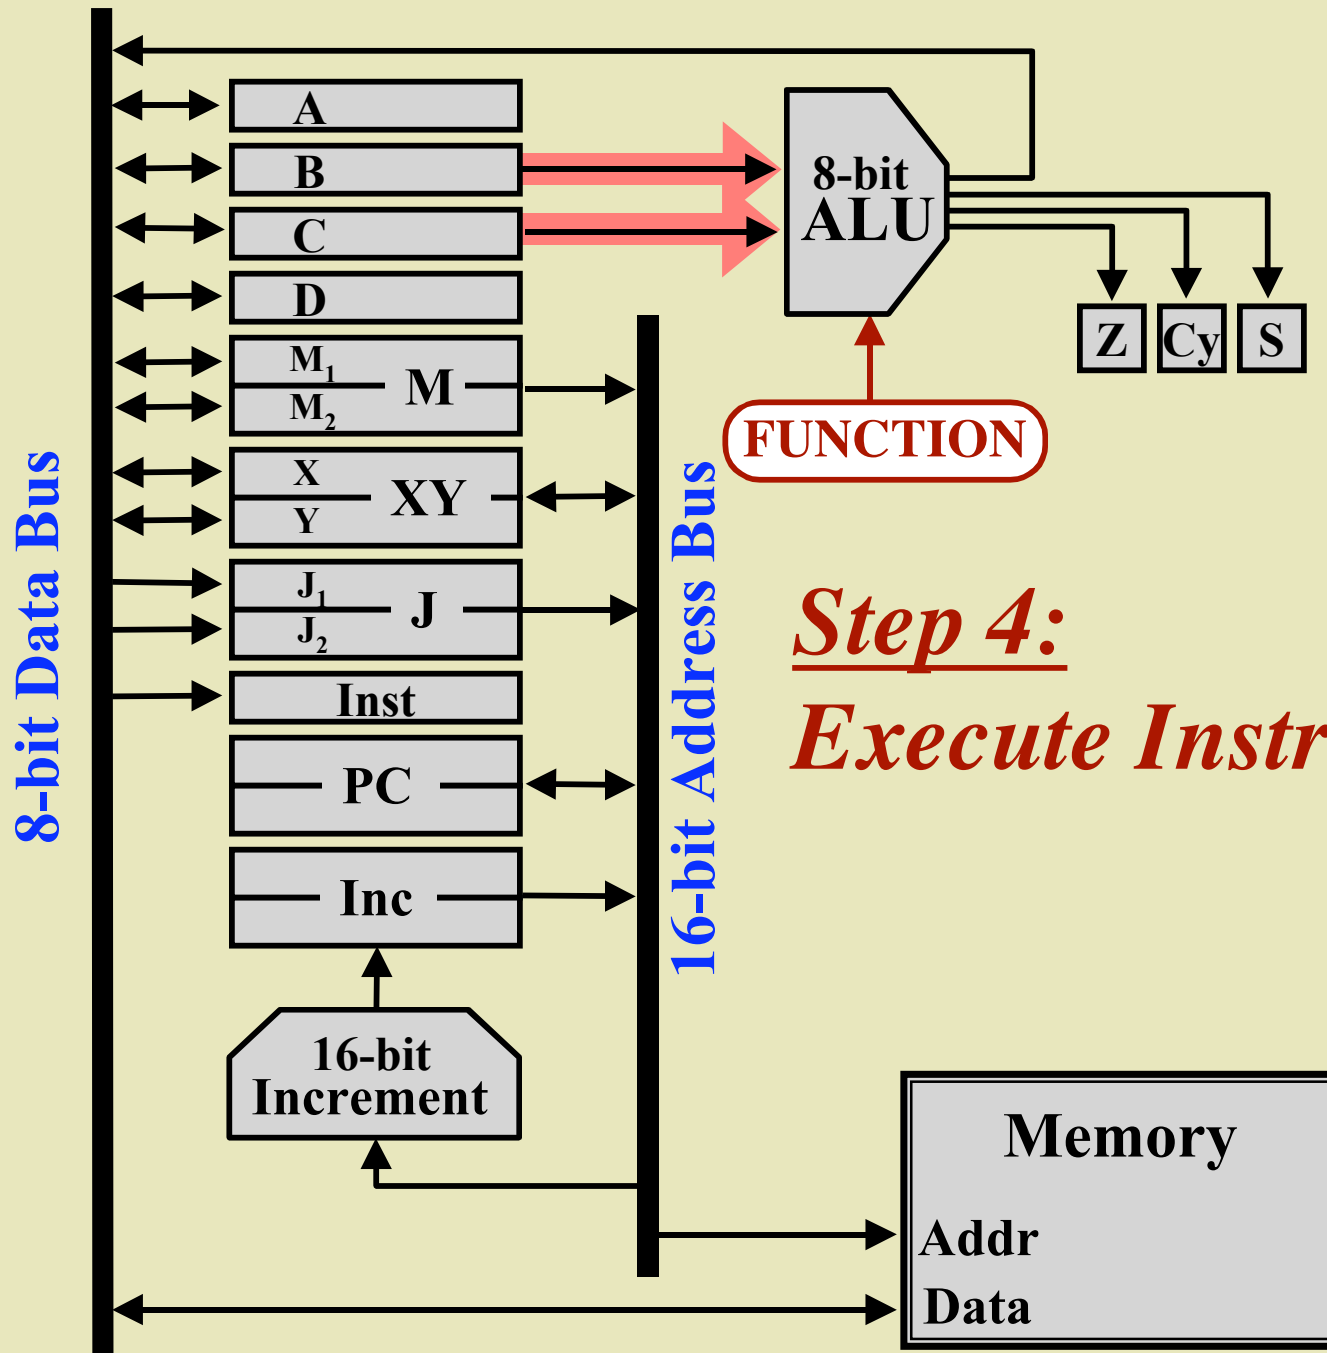 A
B
C
D
M1
M
M2
X
XY
Y
J1
J
J2
Inst
PC
Inc
16-bit
Increment
8-bit Data Bus
16-bit Address Bus
8-bit
ALU
Z
Cy
S
FUNCTION
Step 4:
Execute Instr
Memory
Addr
Data